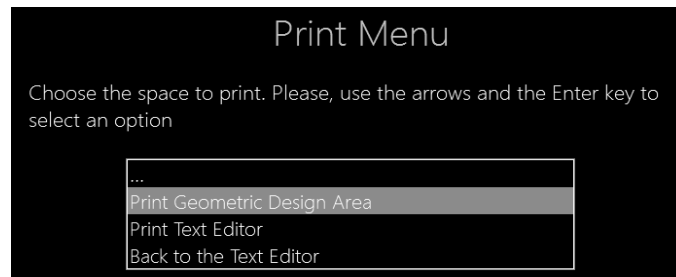 Print Menu
Choose the space to print. Please, use the arrows and the Enter key to
select an option
...
Print Geometric Design Area
Print Text Editor
Back to the Text Editor